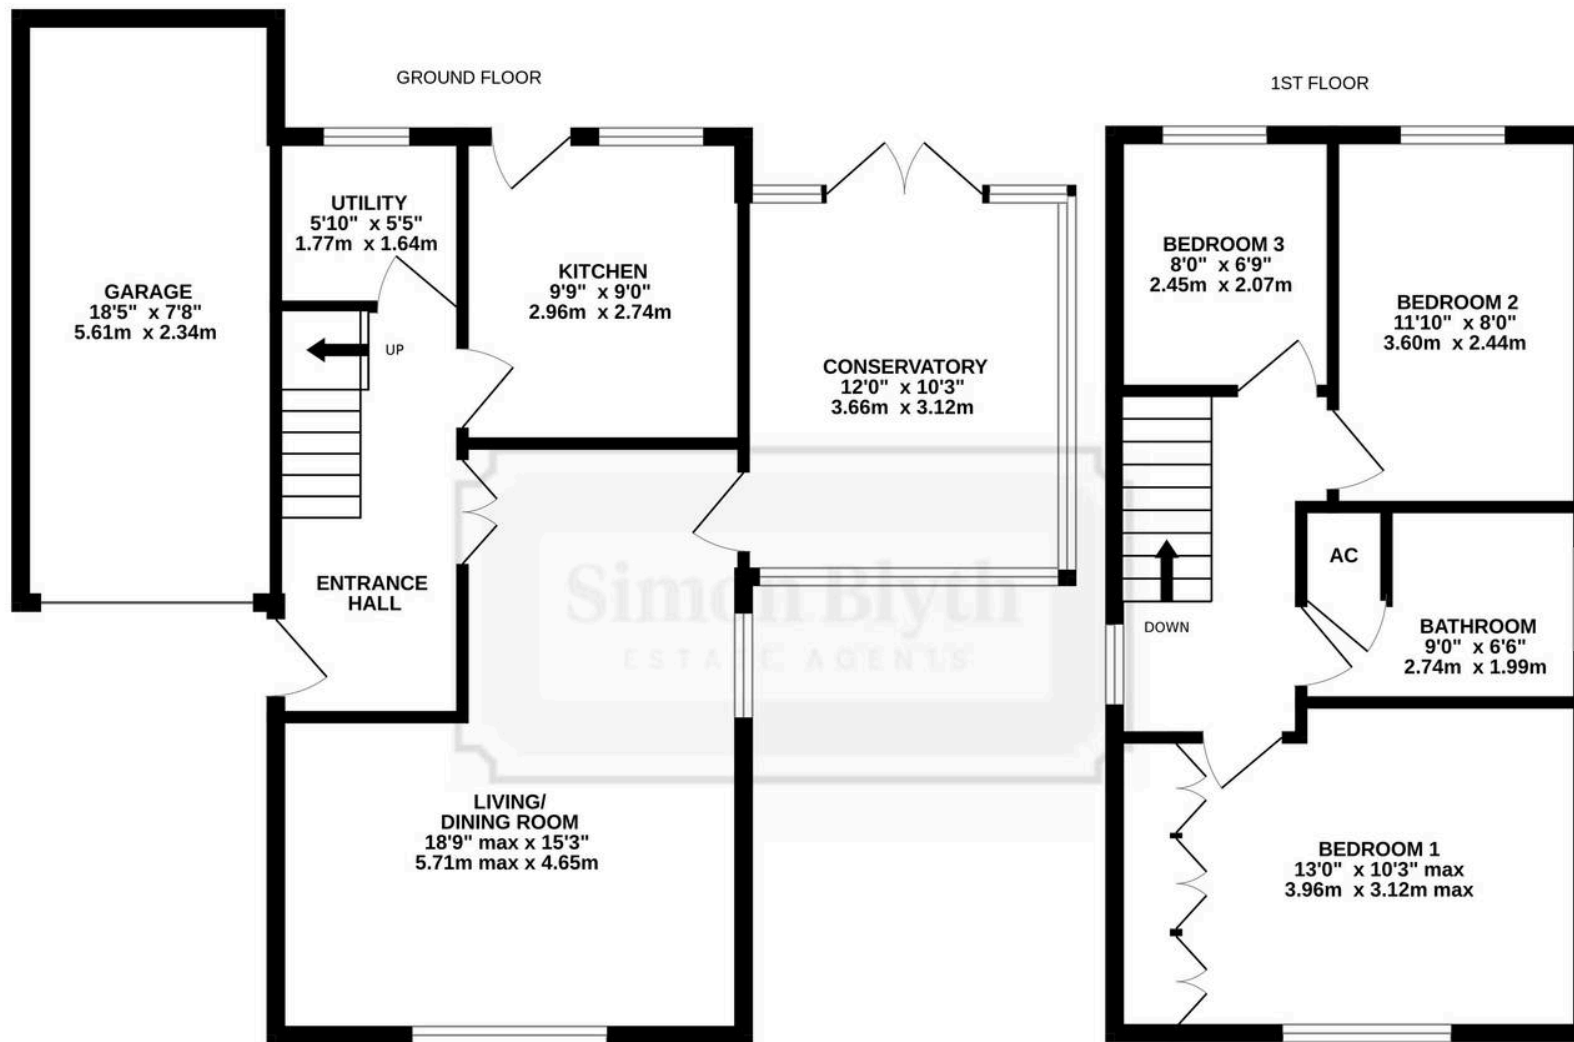 GROUND FLOOR
1ST FLOOR
GARAGE
18'5" x 7'8"
5.61m x 2.34m
UTILITY
5'10" x 5'5"
1.77m x 1.64m
KITCHEN
9'9" x 9'0"
2.96m x 2.74m
UP
CONSERVATORY
12'0" x 10'3"
3.66m x 3.12m
ENTRANCE
HALL
LIVING/
DINING ROOM
18'9" max x 15'3"
5.71m max x 4.65m
Simon Blyth
ESTATE AGENTS
BEDROOM 3
8'0" x 6'9"
2.45m x 2.07m
BEDROOM 2
11'10" x 8'0"
3.60m x 2.44m
AC
DOWN
BATHROOM
9'0" x 6'6"
2.74m x 1.99m
BEDROOM 1
13'0" x 10'3" max
3.96m x 3.12m max